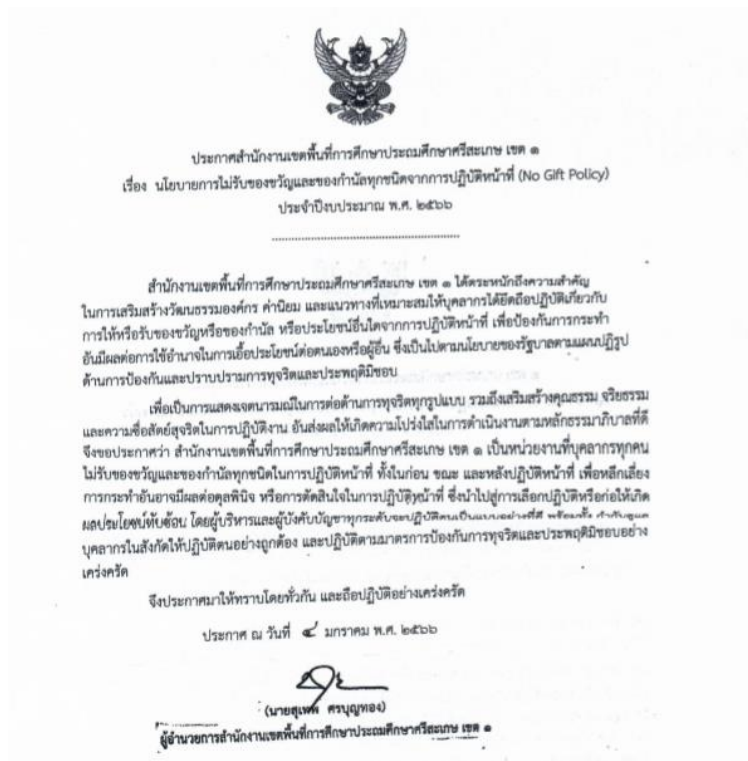 ประกาศสำนักงานเขตพื้นที่การศึกษาประถมศึกษาศรีสะเกษ เขต ๑
เรื่อง นโยบายการไม่รับของขวัญและของกำนัลทุกชนิดจากการปฏิบัติหน้าที่ (No Gift Policy)
ประจำปีงบประมาณ พ.ศ. ๒๕๖๖
สำนักงานเขตพื้นที่การศึกษาประถมศึกษาศรีสะเกษ เขต ๑ ได้ตระหนักถึงความสำคัญ
ในการเสริมสร้างวัฒนธรรมองค์กร ค่านิยม และแนวทางที่เหมาะสมให้บุคลากรได้ยึดถือปฏิบัติเกี่ยวกับ
การให้หรือรับของขวัญหรือของกำนัล หรือประโยชน์อื่นใดจากการปฏิบัติหน้าที่ เพื่อป้องกันการกระทำ
อันมีผลต่อการใช้อำนาจในการเอื้อประโยชน์ต่อตนเองหรือผู้อื่น ซึ่งเป็นไปตามนโยบายของรัฐบาลตามแผนปฏิรูป
ด้านการป้องกันและปราบปรามการทุจริตและประพฤติมิชอบ
เพื่อเป็นการแสดงเจตนารมณ์ในการต่อต้านการทุจริตทุกรูปแบบ รวมถึงเสริมสร้างคุณธรรม จริยธรรม
และความซื่อสัตย์สุจริตในการปฏิบัติงาน อันส่งผลให้เกิดความโปร่งใสในการดำเนินงานตามหลักธรรมาภิบาลที่ดี
จึงขอประกาศว่า สำนักงานเขตพื้นที่การศึกษาประถมศึกษาศรีสะเกษ เขต ๑ เป็นหน่วยงานที่บุคลากรทุกคน
ไม่รับของขวัญและของกำนัลทุกชนิดในการปฏิบัติหน้าที่ ทั้งในก่อน ขณะ และหลังปฏิบัติหน้าที่ เพื่อหลีกเลี่ยง
การกระทำอันอาจมีผลต่อดุลพินิจ หรือการตัดสินใจในการปฏิบัติหน้าที่ ซึ่งนำไปสู่การเลือกปฏิบัติหรือก่อให้เกิด
ผลประโยชน์ทับซ้อน โดยผู้บริหารและผู้บังคับบัญชาทุกระดับจะปฏิบัติตนเป็นแบบอย่างที่ดี พร้อมทั้ง กำกับดูแล
บุคลากรในสังกัดให้ปฏิบัติตนอย่างถูกต้อง และปฏิบัติตามมาตรการป้องกันการทุจริตและประพฤติมิชอบอย่าง
เคร่งครัด
จึงประกาศมาให้ทราบโดยทั่วกัน และถือปฏิบัติอย่างเคร่งครัด
ประกาศ ณ วันที่ ๔ มกราคม พ.ศ. ๒๕๖๖
(นายสุเทพ ศรบุญทอง)
ผู้อำนวยการสำนักงานเขตพื้นที่การศึกษาประถมศึกษาศรีสะเกษ เขต ๑